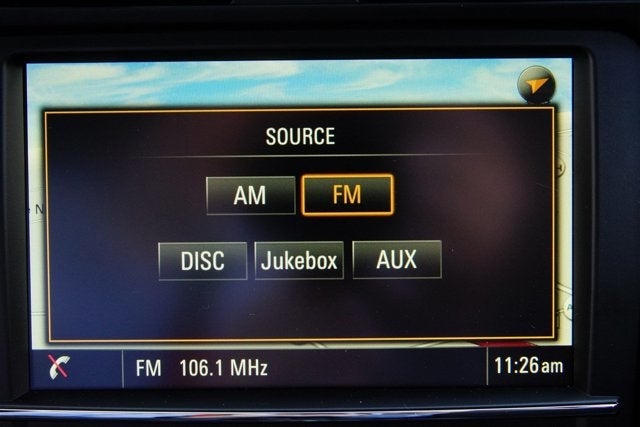 SOURCE
AM FM
DISC Jukebox AUX
N
FM 106.1 MHz 11:26am